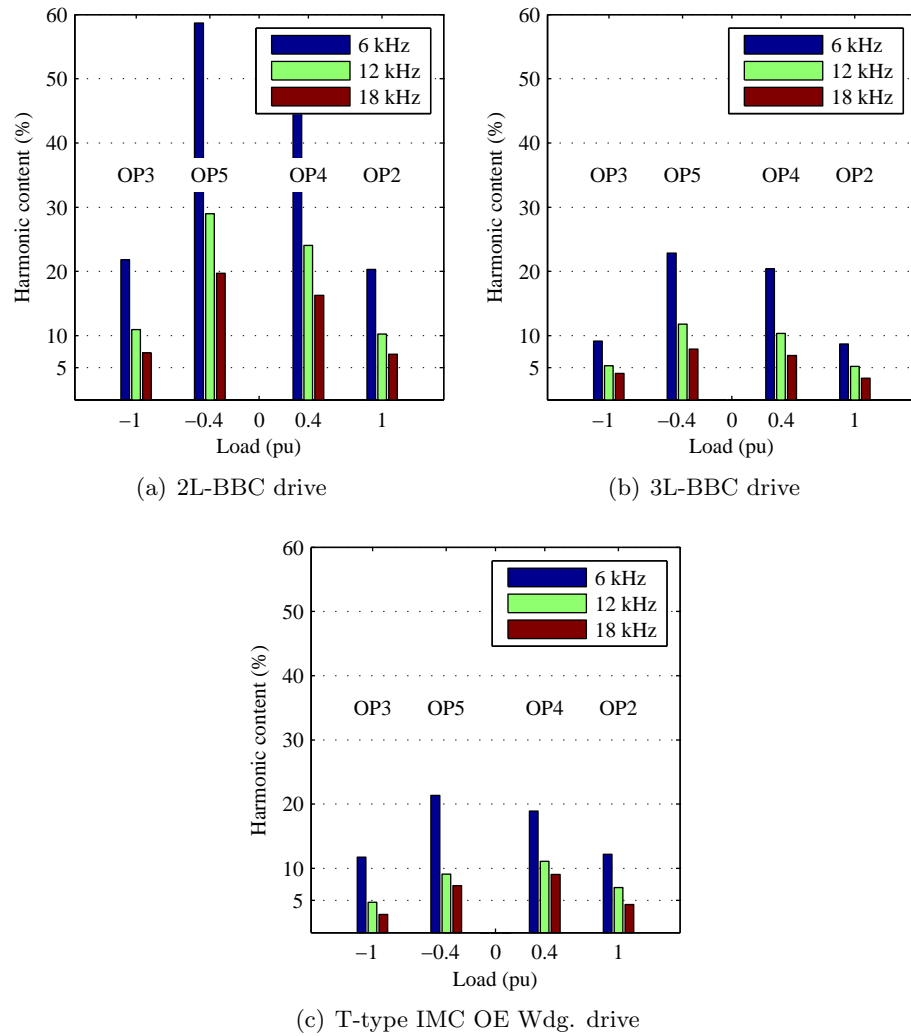 60
50
40
30
20
10
5
Harmonic content (%)
6 kHz
12 kHz
18 kHz
OP3 OP5 OP4 OP2
−1 −0.4 0 0.4 1
Load (pu)
(a) 2L-BBC drive
60
50
40
30
20
10
5
Harmonic content (%)
6 kHz
12 kHz
18 kHz
OP3 OP5 OP4 OP2
−1 −0.4 0 0.4 1
Load (pu)
(b) 3L-BBC drive
60
50
40
30
20
10
5
Harmonic content (%)
6 kHz
12 kHz
18 kHz
OP3 OP5 OP4 OP2
−1 −0.4 0 0.4 1
Load (pu)
(c) T-type IMC OE Wdg. drive